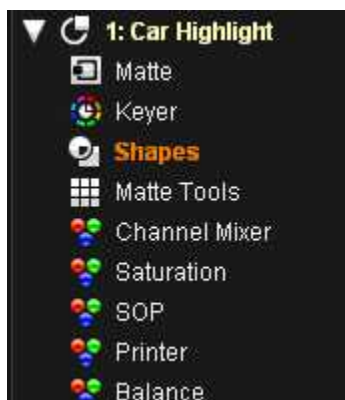 1: Car Highlight
Matte
Keyer
Shapes
Matte Tools
Channel Mixer
Saturation
SOP
Printer
Balance